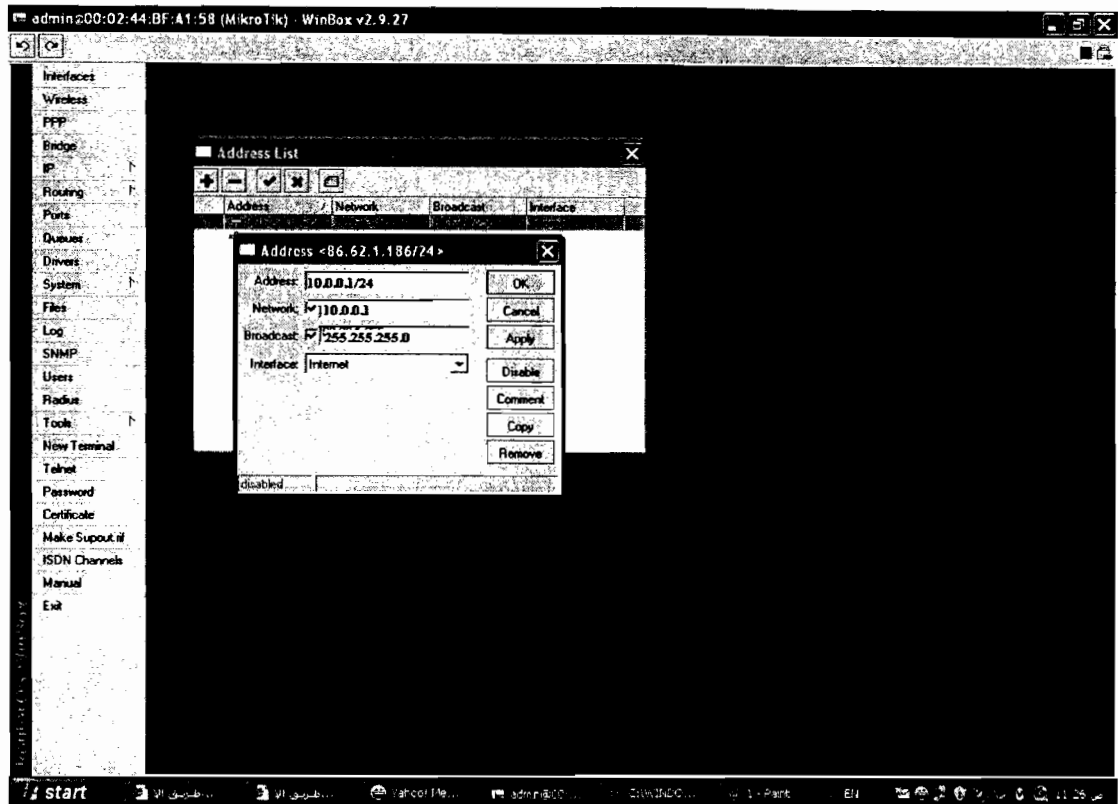 admin@00:02:44:BF:A1:58 (MikroTik) - WinBox v2.9.27
Interfaces
Wireless
PPP
Bridge
IP
Routing
Ports
Queues
Drivers
System
Files
Log
SNMP
Users
Radius
Tools
New Terminal
Telnet
Password
Certificate
Make Supout.rif
ISDN Channels
Manual
Exit
Address List
Address Network Broadcast Interface
Address <86.62.1.186/24>
Address: 10.0.0.1/24 OK
Network: 10.0.0.1 Cancel
Broadcast: 255.255.255.0 Apply
Interface: Internet Disable
Comment
Copy
Remove
disabled
start Yahoo! Me... admin@00:... C:\WINDO... 1 - Paint EN